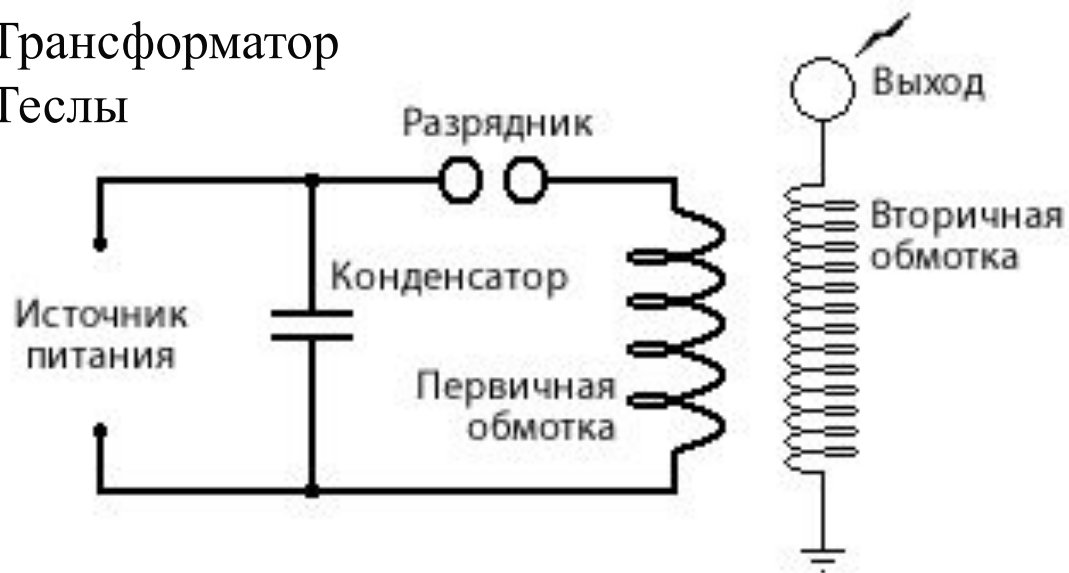 Трансформатор
Теслы
Выход
Разрядник
Вторичная
обмотка
Конденсатор
Источник
питания
Первичная
обмотка